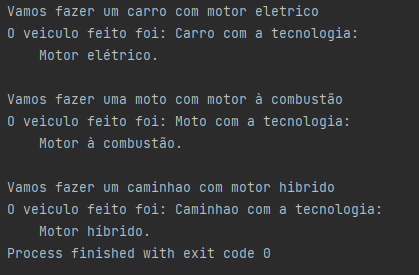 Vamos fazer um carro com motor eletrico
O veiculo feito foi: Carro com a tecnologia:
Motor elétrico.
Vamos fazer uma moto com motor à combustão
O veiculo feito foi: Moto com a tecnologia:
Motor à combustão.
Vamos fazer um caminhao com motor hibrido
O veiculo feito foi: Caminhao com a tecnologia:
Motor híbrido.
Process finished with exit code 0